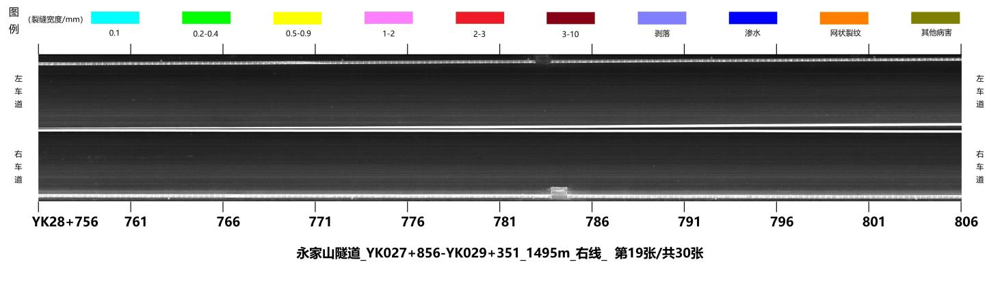 图例
(裂缝宽度/mm)
0.1
0.2-0.4
0.5-0.9
1-2
2-3
3-10
剥落
渗水
网状裂纹
其他病害
左车道
左车道
右车道
右车道
YK28+756 761 766 771 776 781 786 791 796 801 806
永家山隧道_YK027+856-YK029+351_1495m_右线_ 第19张/共30张